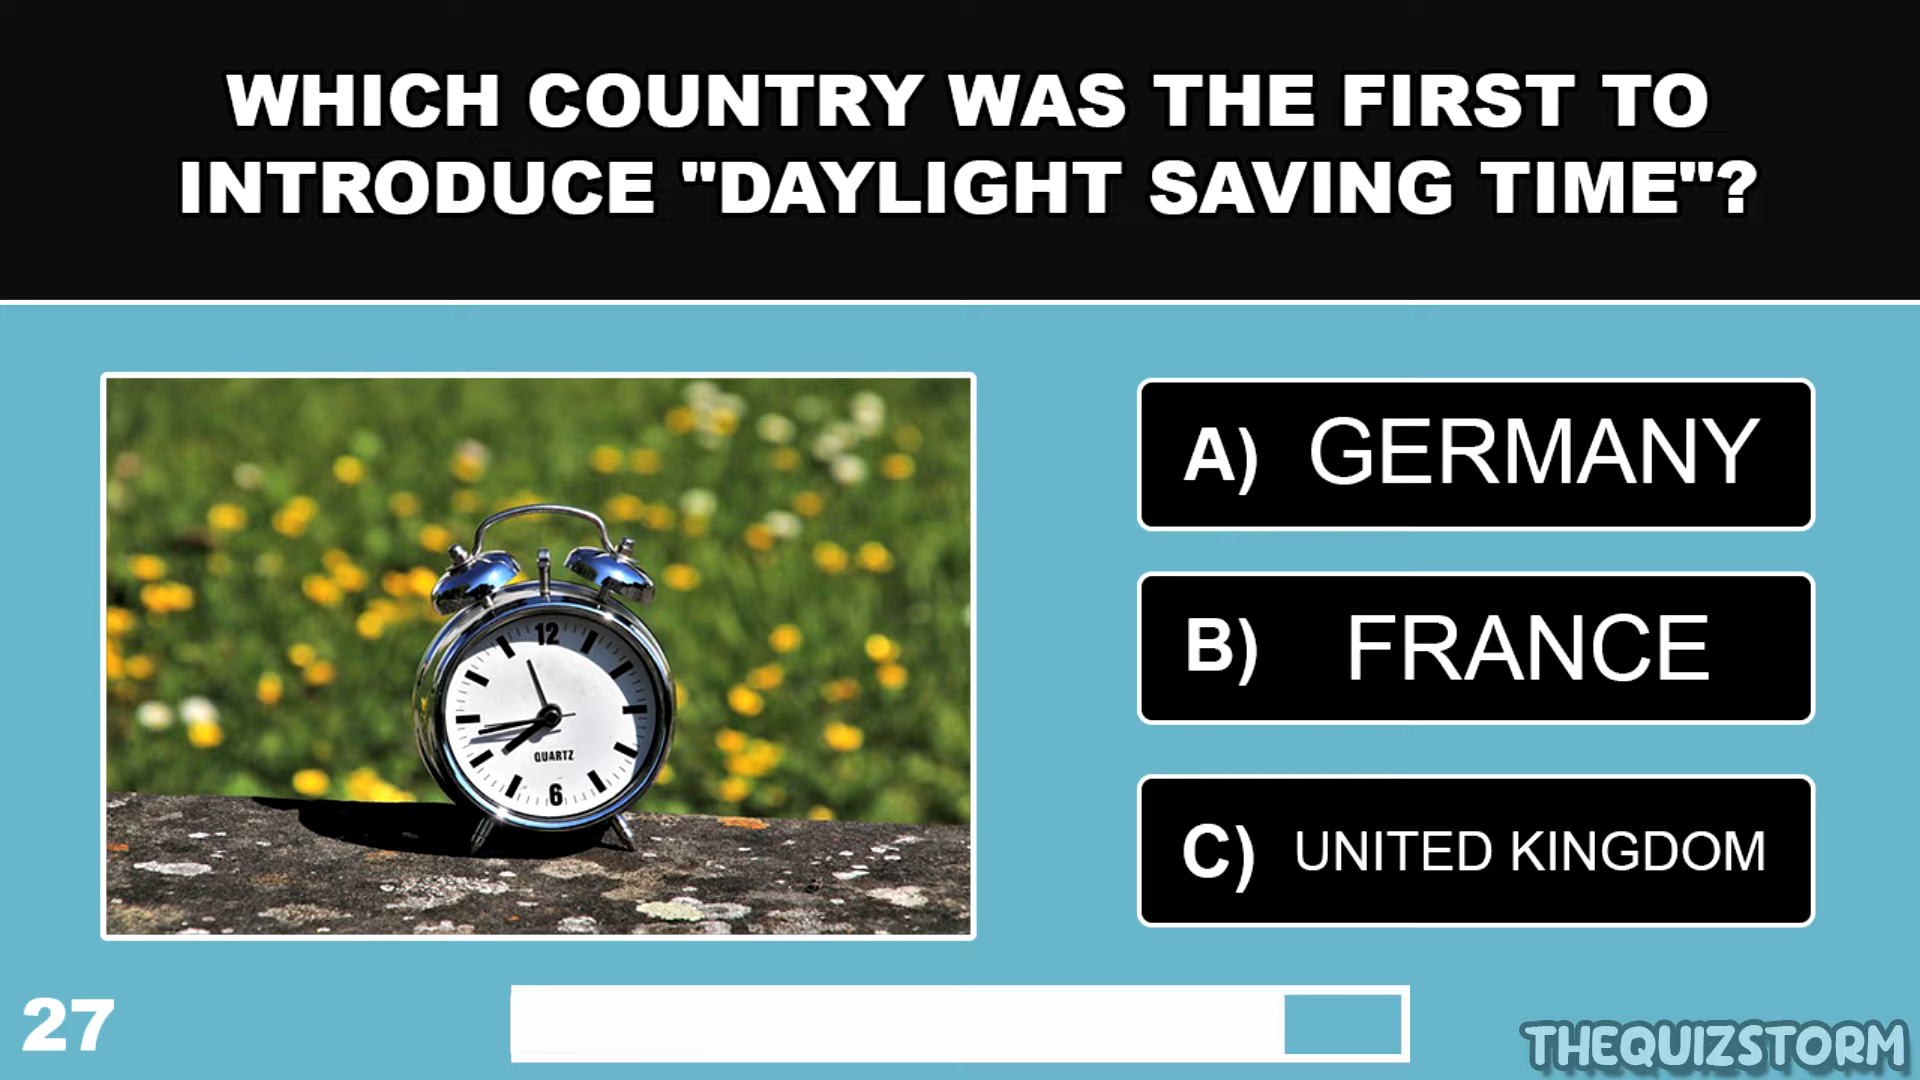 WHICH COUNTRY WAS THE FIRST TO
INTRODUCE "DAYLIGHT SAVING TIME"?
A) GERMANY
B) FRANCE
C) UNITED KINGDOM
12
QUARTZ
6
27
THEQUIZSTORM